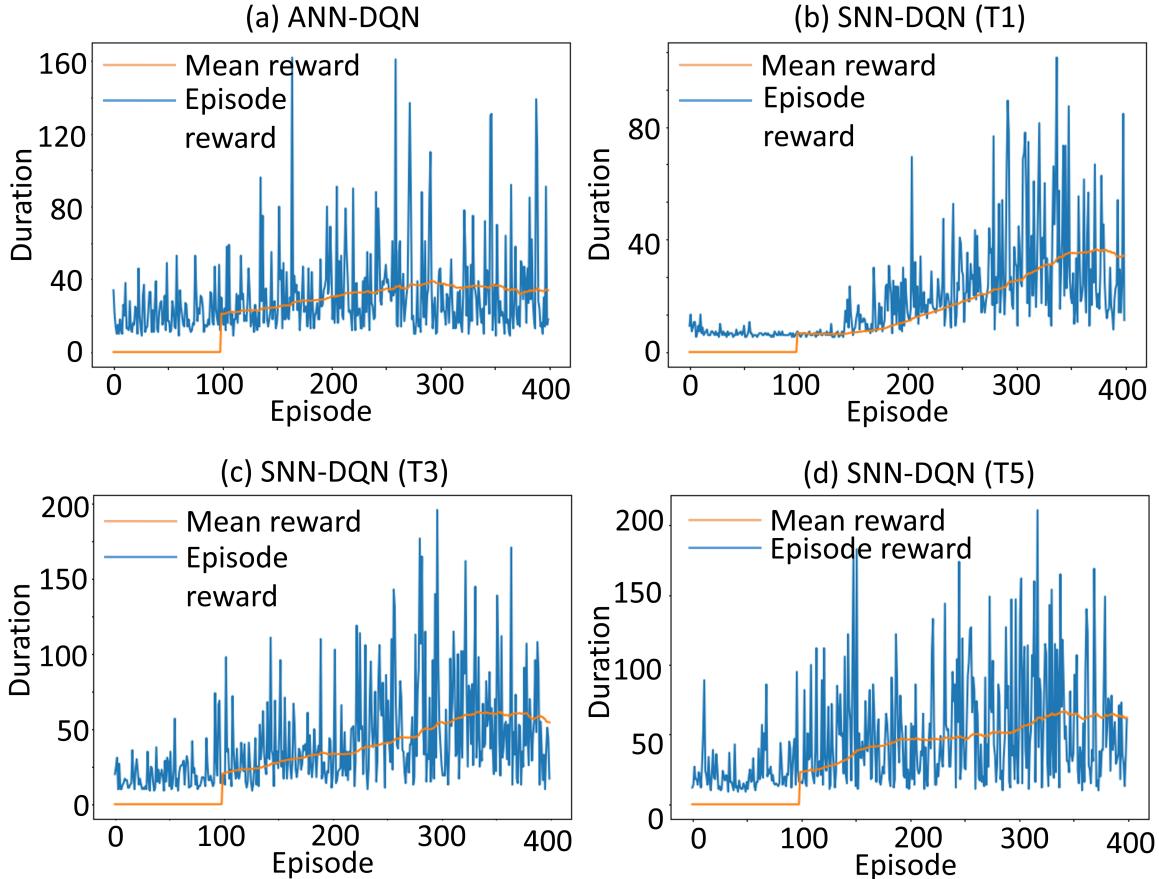 (a) ANN-DQN
160
120
80
40
0
Duration
Mean reward
Episode
reward
0
100
200
300
400
Episode
(b) SNN-DQN (T1)
80
40
0
Duration
Mean reward
Episode
reward
0
100
200
300
400
Episode
(c) SNN-DQN (T3)
200
150
100
50
0
Duration
Mean reward
Episode
reward
0
100
200
300
400
Episode
(d) SNN-DQN (T5)
200
150
100
50
0
Duration
Mean reward
Episode reward
0
100
200
300
400
Episode